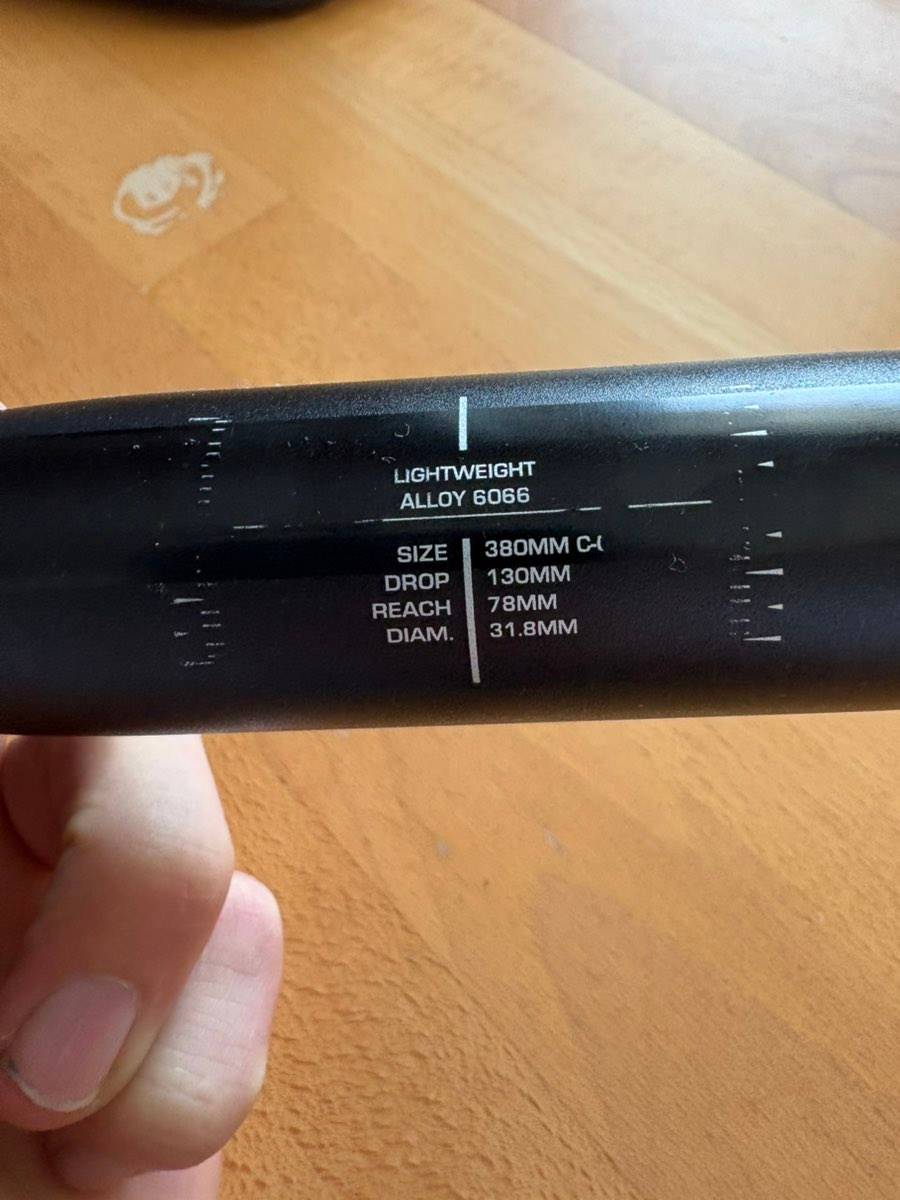 LIGHTWEIGHT
ALLOY 6066
SIZE 380MM C-
DROP 130MM
REACH 78MM
DIAM. 31.8MM